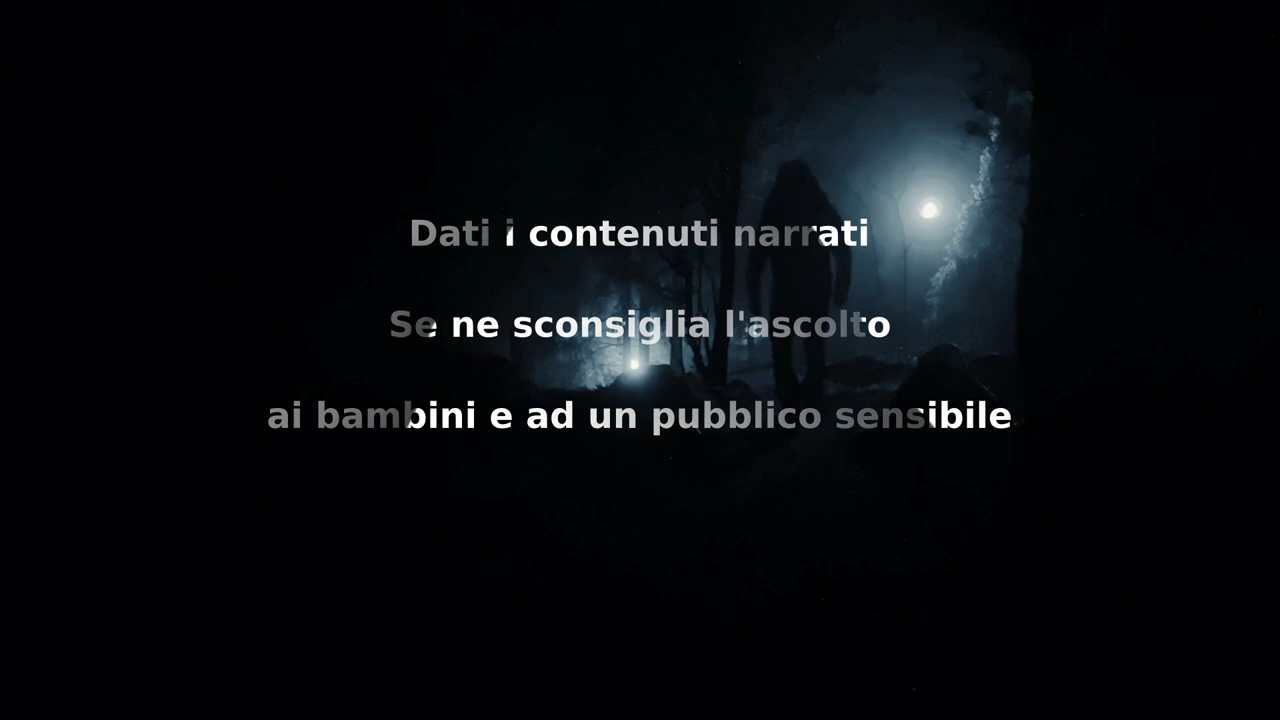 Dati i contenuti narrati
Se ne sconsiglia l'ascolto
ai bambini e ad un pubblico sensibile